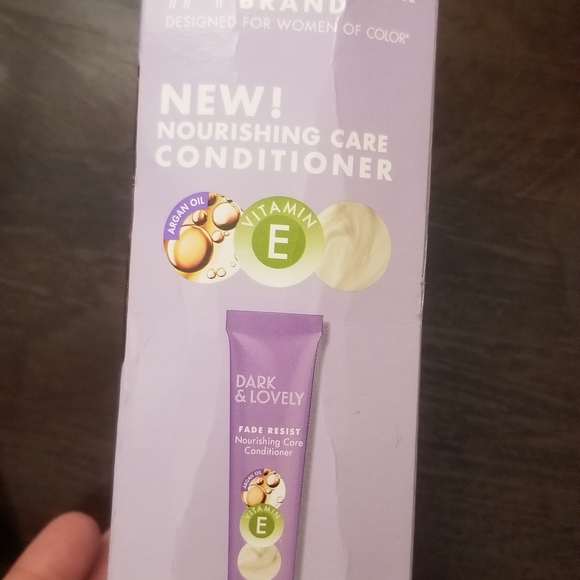 BRAND
DESIGNED FOR WOMEN OF COLOR*
NEW!
NOURISHING CARE
CONDITIONER
ARGAN OIL
VITAMIN
E
DARK
& LOVELY
FADE RESIST
Nourishing Care
Conditioner
ARGAN OIL
VITAMIN
E